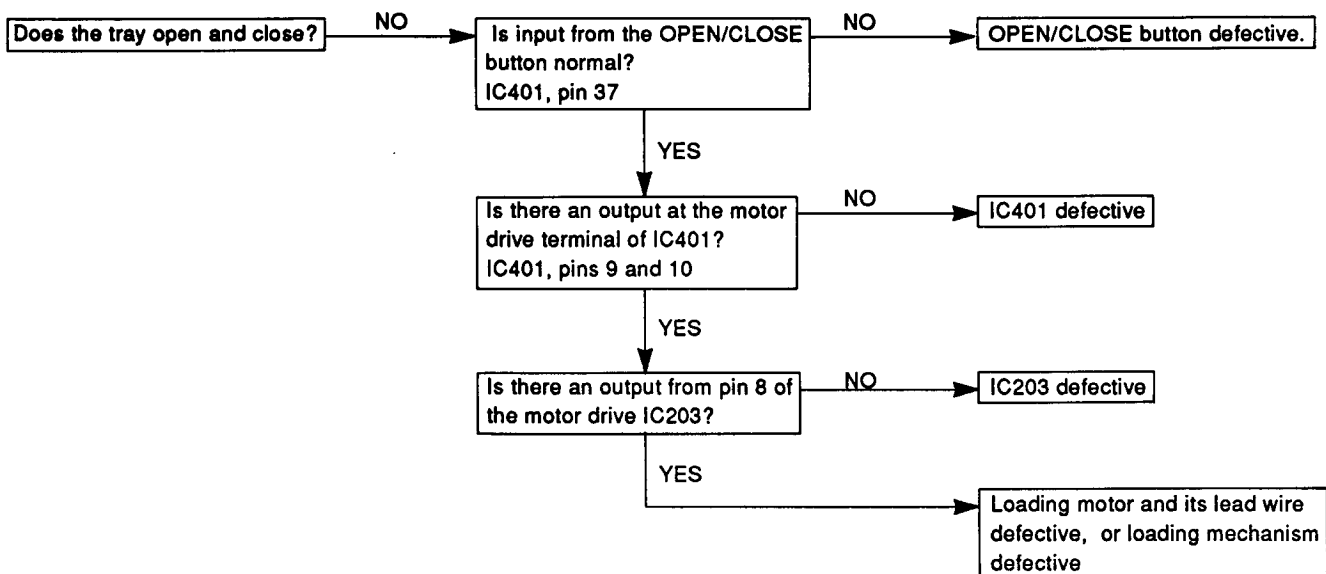 Does the tray open and close?
NO
Is input from the OPEN/CLOSE
button normal?
IC401, pin 37
NO
OPEN/CLOSE button defective.
YES
Is there an output at the motor
drive terminal of IC401?
IC401, pins 9 and 10
NO
IC401 defective
YES
Is there an output from pin 8 of
the motor drive IC203?
NO
IC203 defective
YES
Loading motor and its lead wire
defective, or loading mechanism
defective